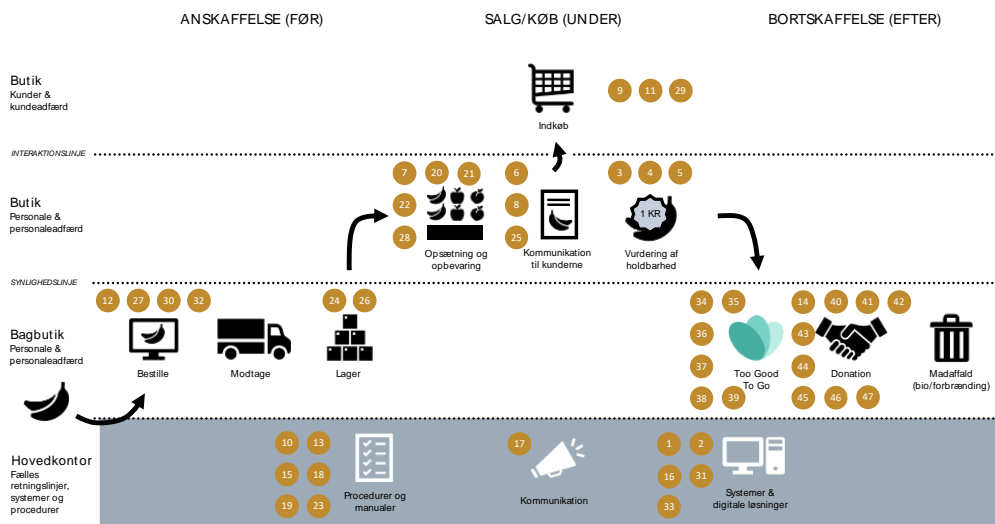 ANSKAFFELSE (FØR)
SALG/KØB (UNDER)
BORTSKAFFELSE (EFTER)
Butik
Kunder &
kundeadfærd
9 11 29
Indkøb
INTERAKTIONSLINJE
Butik
Personale &
personaleadfærd
7 20 21
22
28
Opsætning og
opbevaring
6
8
25
Kommunikation
til kunderne
3 4 5
1 KR
Vurdering af
holdbarhed
SYNLIGHEDSLINJE
Bagbutik
Personale &
personaleadfærd
12 27 30 32
Bestille
Modtage
24 26
Lager
34 35
36
37
38 39
Too Good
To Go
14 40 41 42
43
44
45 46 47
Donation
Madaffald
(bio/forbrænding)
Hovedkontor
Fælles
retningslinjer,
systemer og
procedurer
10 13
15 18
19 23
Procedurer og
manualer
17
Kommunikation
1 2
16 31
33
Systemer &
digitale løsninger